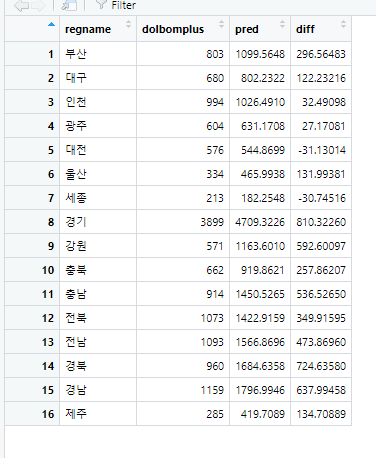 Filter
regname dolbomplus pred diff
1 부산 803 1099.5648 296.56483
2 대구 680 802.2322 122.23216
3 인천 994 1026.4910 32.49098
4 광주 604 631.1708 27.17081
5 대전 576 544.8699 -31.13014
6 울산 334 465.9938 131.99381
7 세종 213 182.2548 -30.74516
8 경기 3899 4709.3226 810.32260
9 강원 571 1163.6010 592.60097
10 충북 662 919.8621 257.86207
11 충남 914 1450.5265 536.52650
12 전북 1073 1422.9159 349.91595
13 전남 1093 1566.8696 473.86960
14 경북 960 1684.6358 724.63580
15 경남 1159 1796.9946 637.99458
16 제주 285 419.7089 134.70889